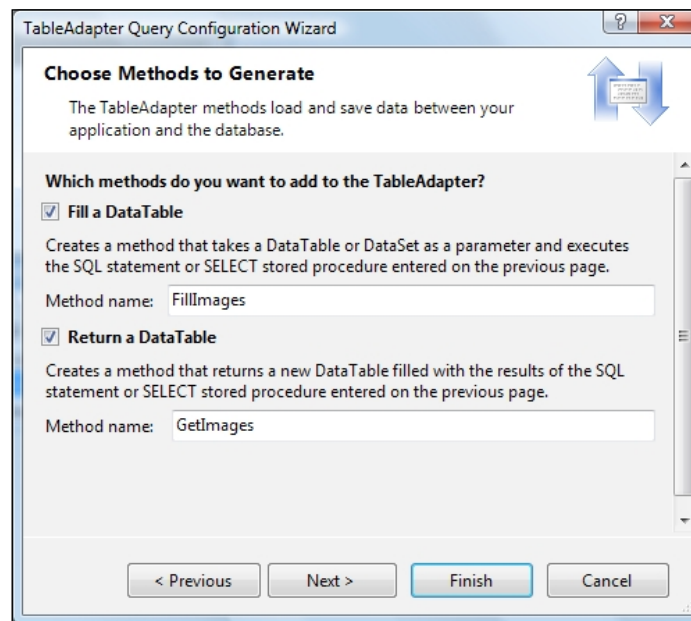 TableAdapter Query Configuration Wizard
Choose Methods to Generate
The TableAdapter methods load and save data between your
application and the database.
Which methods do you want to add to the TableAdapter?
Fill a DataTable
Creates a method that takes a DataTable or DataSet as a parameter and executes
the SQL statement or SELECT stored procedure entered on the previous page.
Method name: FillImages
Return a DataTable
Creates a method that returns a new DataTable filled with the results of the SQL
statement or SELECT stored procedure entered on the previous page.
Method name: GetImages
< Previous Next > Finish Cancel